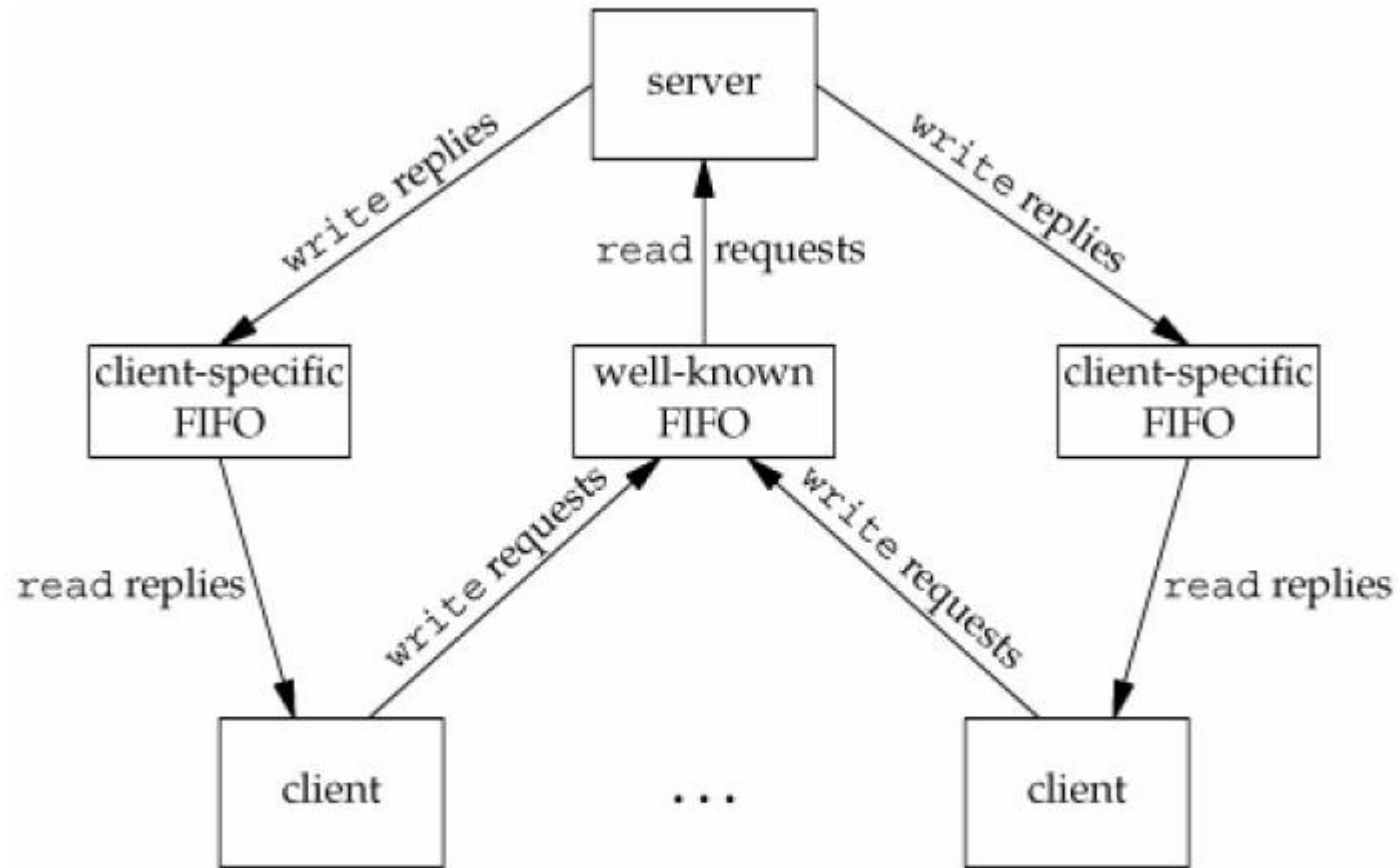 server
write replies
write replies
read requests
client-specific
FIFO
well-known
FIFO
client-specific
FIFO
read replies
write requests
write requests
read replies
client
...
client